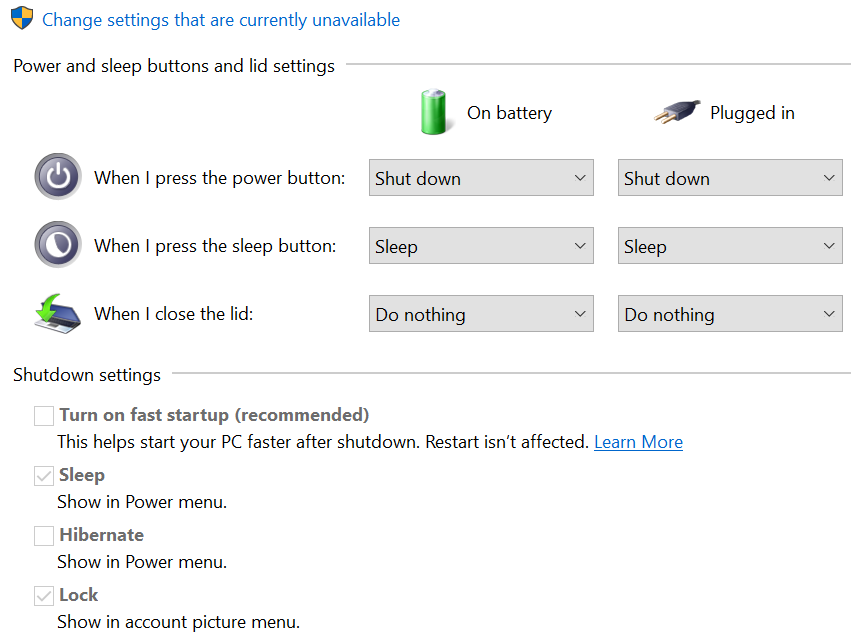 Change settings that are currently unavailable
Power and sleep buttons and lid settings
On battery Plugged in
When I press the power button: Shut down Shut down
When I press the sleep button: Sleep Sleep
When I close the lid: Do nothing Do nothing
Shutdown settings
Turn on fast startup (recommended)
This helps start your PC faster after shutdown. Restart isn't affected. Learn More
Sleep
Show in Power menu.
Hibernate
Show in Power menu.
Lock
Show in account picture menu.